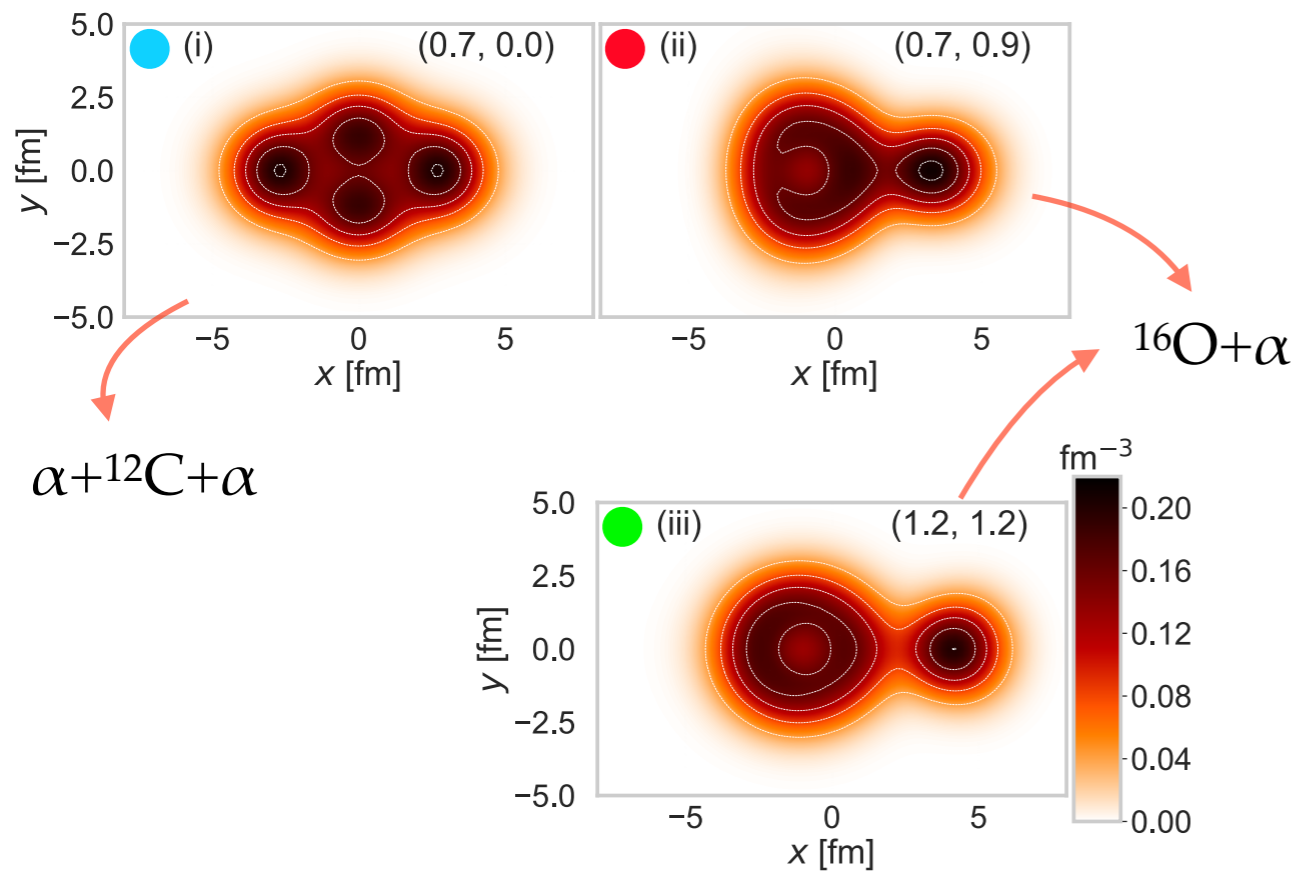 5.0
(i)
(0.7, 0.0)
(ii)
(0.7, 0.9)
2.5
0.0
−2.5
−5.0
y [fm]
−5
0
5
−5
0
5
x [fm]
x [fm]
¹⁶O+α
α+¹²C+α
fm⁻³
5.0
(iii)
(1.2, 1.2)
2.5
0.0
−2.5
−5.0
y [fm]
0.20
0.16
0.12
0.08
0.04
0.00
−5
0
5
x [fm]